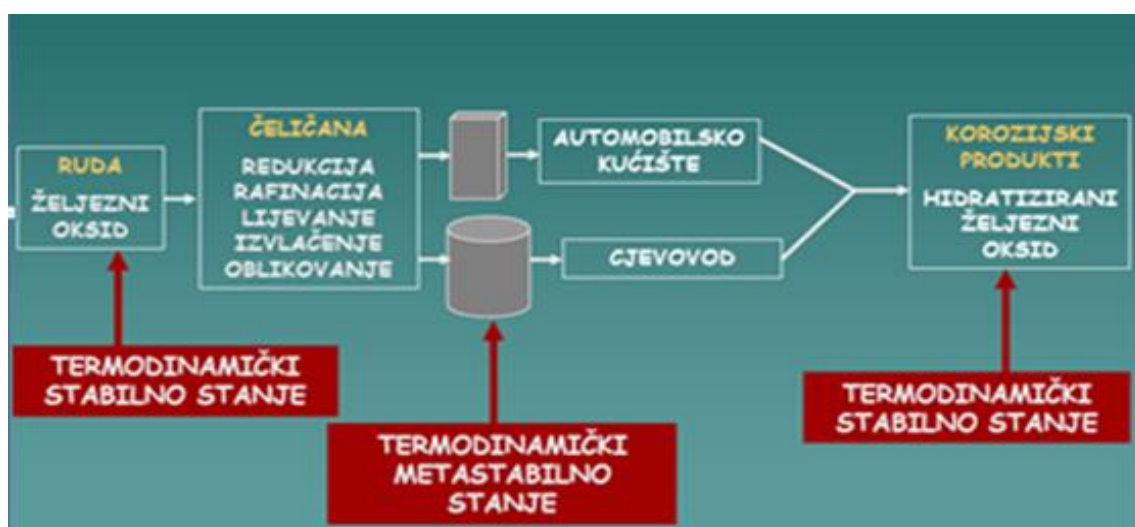 RUDA
ŽELJEZNI
OKSID
ČELIČANA
REDUKCIJA
RAFINACIJA
LIJEVANJE
IZVLAČENJE
OBLIKOVANJE
AUTOMOBILSKO
KUĆIŠTE
CJEVOVOD
KOROZIJSKI
PRODUKTI
HIDRATIZIRANI
ŽELJEZNI
OKSID
TERMODINAMIČKI
STABILNO STANJE
TERMODINAMIČKI
METASTABILNO
STANJE
TERMODINAMIČKI
STABILNO STANJE